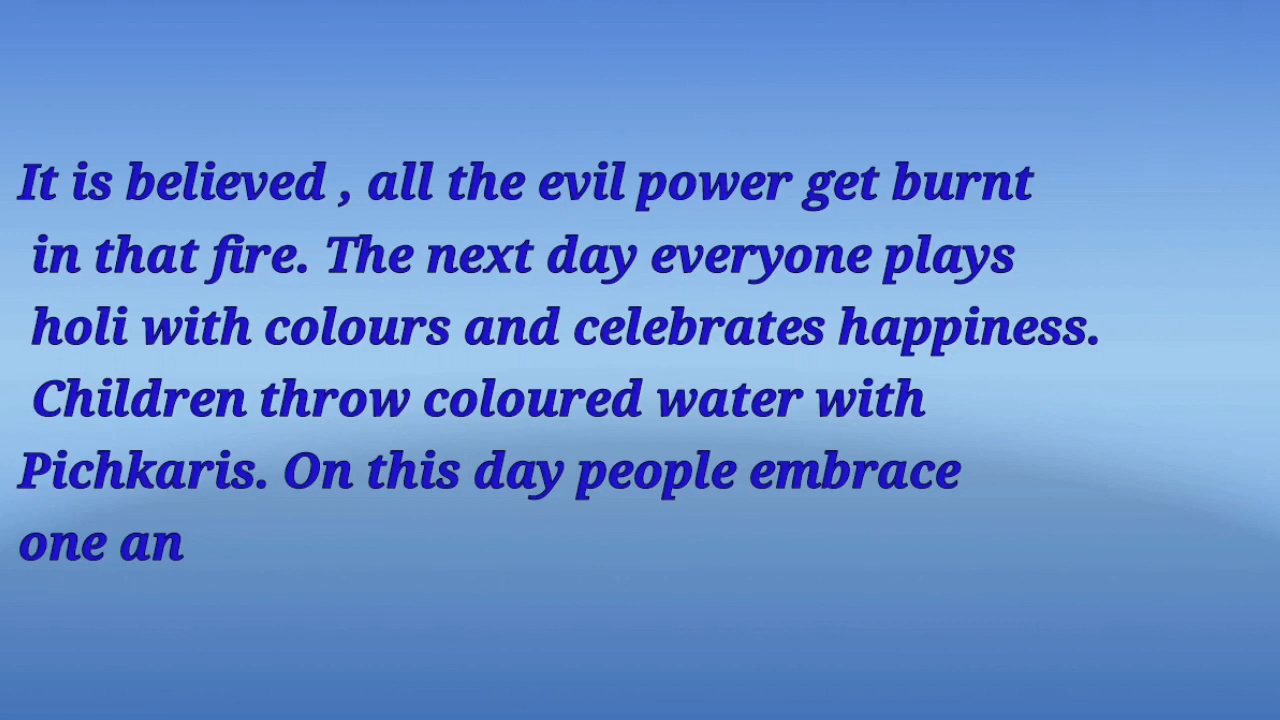 It is believed , all the evil power get burnt
in that fire. The next day everyone plays
holi with colours and celebrates happiness.
Children throw coloured water with
Pichkaris. On this day people embrace
one an